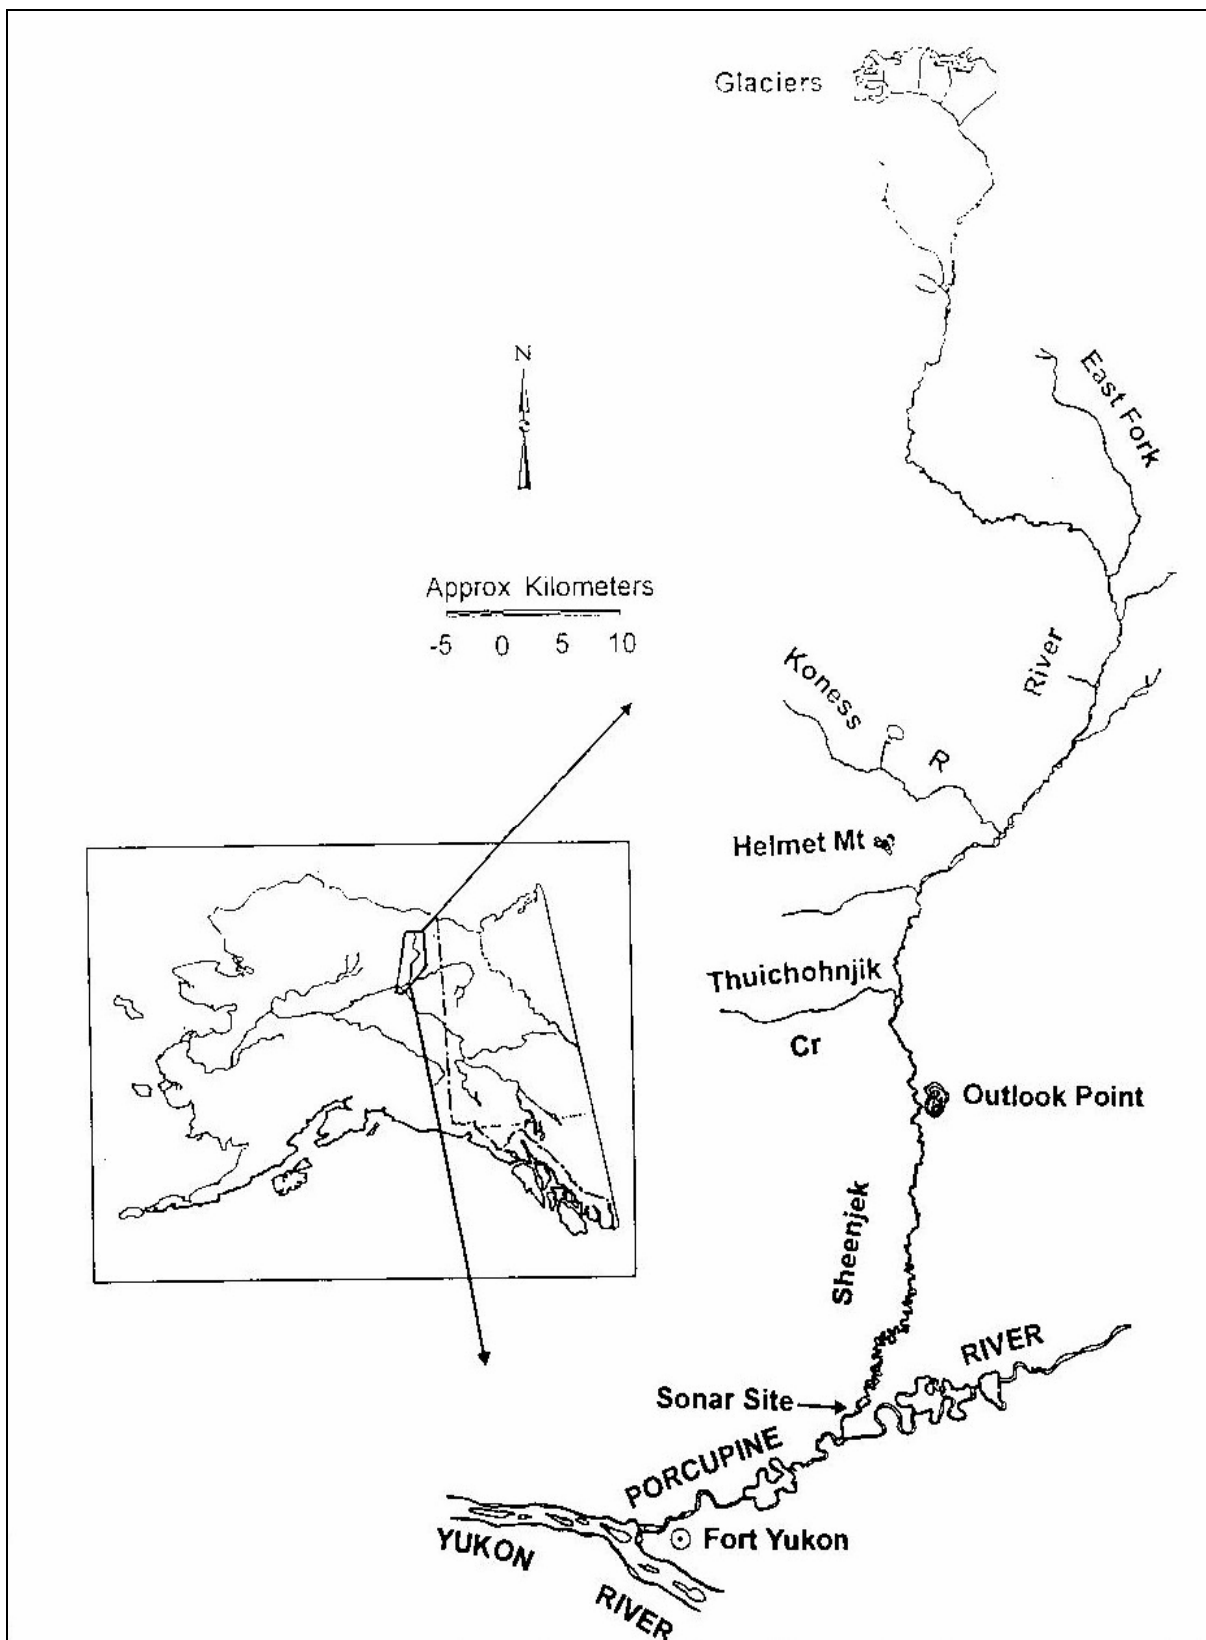 Glaciers
N
East Fork
Approx Kilometers
-5 0 5 10
River
Koness
R
Helmet Mt
Thuichohnjik
Cr
Outlook Point
Sheenjek
RIVER
Sonar Site
PORCUPINE
Fort Yukon
YUKON
RIVER